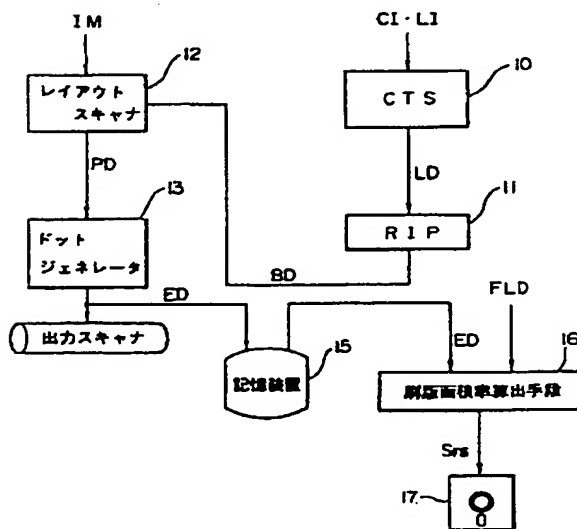 IM
CI・LI
12
レイアウト
スキャナ
10
CTS
PD
LD
13
11
ドット
ジェネレータ
RIP
BD
ED
FLD
出力スキャナ
15
記憶装置
ED
16
刷版面積率算出手段
Srs
17